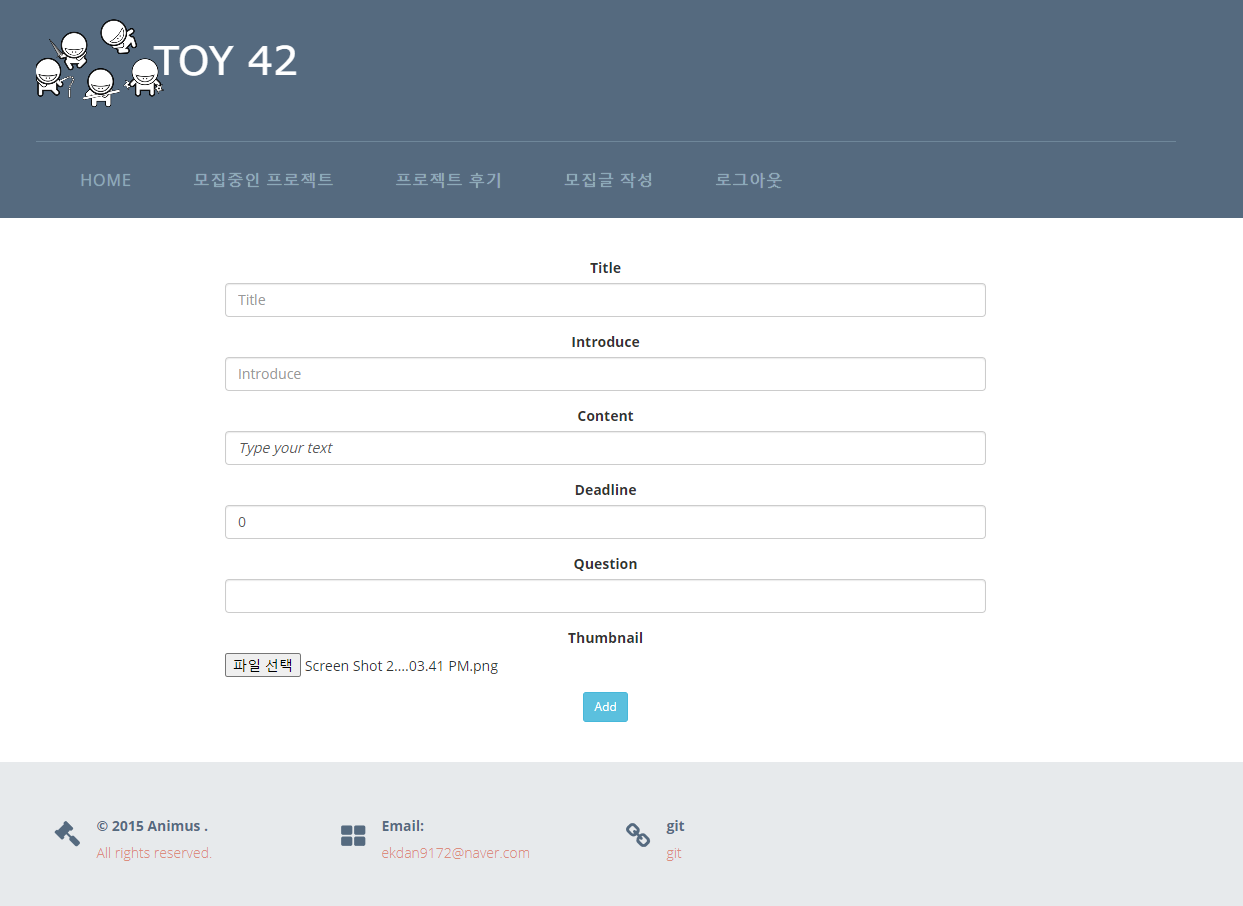 TOY 42
HOME 모집중인 프로젝트 프로젝트 후기 모집글 작성 로그아웃
Title
Title
Introduce
Introduce
Content
Type your text
Deadline
0
Question
Thumbnail
파일 선택 Screen Shot 2....03.41 PM.png
Add
© 2015 Animus .
All rights reserved.
Email:
ekdan9172@naver.com
git
git